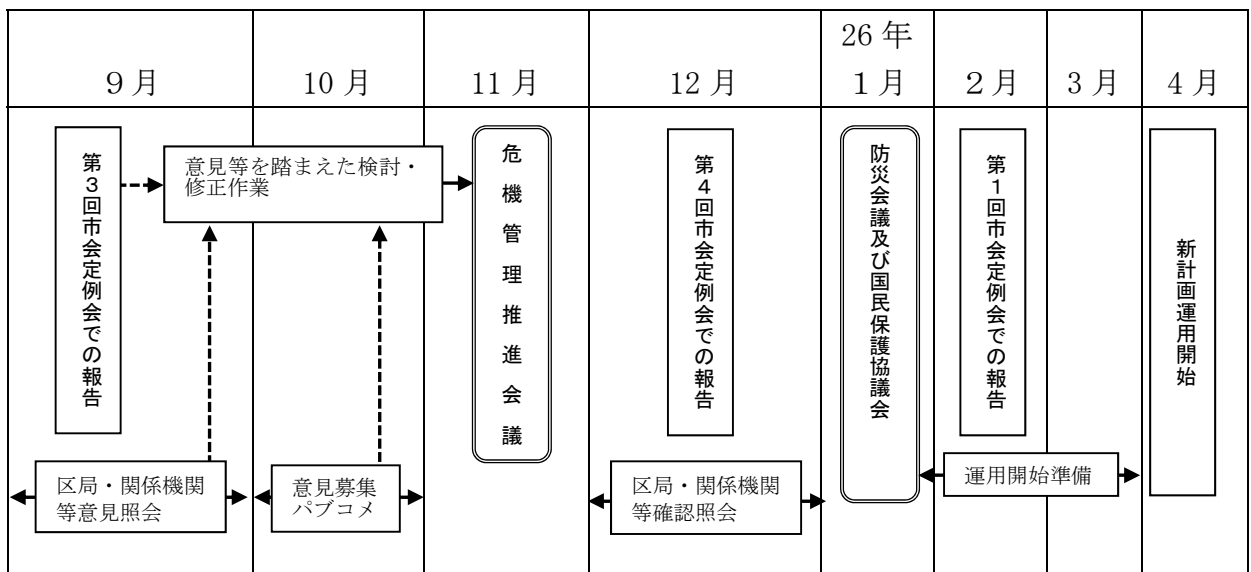 26年
９月
10月
11月
12月
１月
２月
３月
４月
第３回市会定例会での報告
意見等を踏まえた検討・
修正作業
危機管理推進会議
第４回市会定例会での報告
防災会議及び国民保護協議会
第１回市会定例会での報告
新計画運用開始
区局・関係機関
等意見照会
意見募集
パブコメ
区局・関係機関
等確認照会
運用開始準備